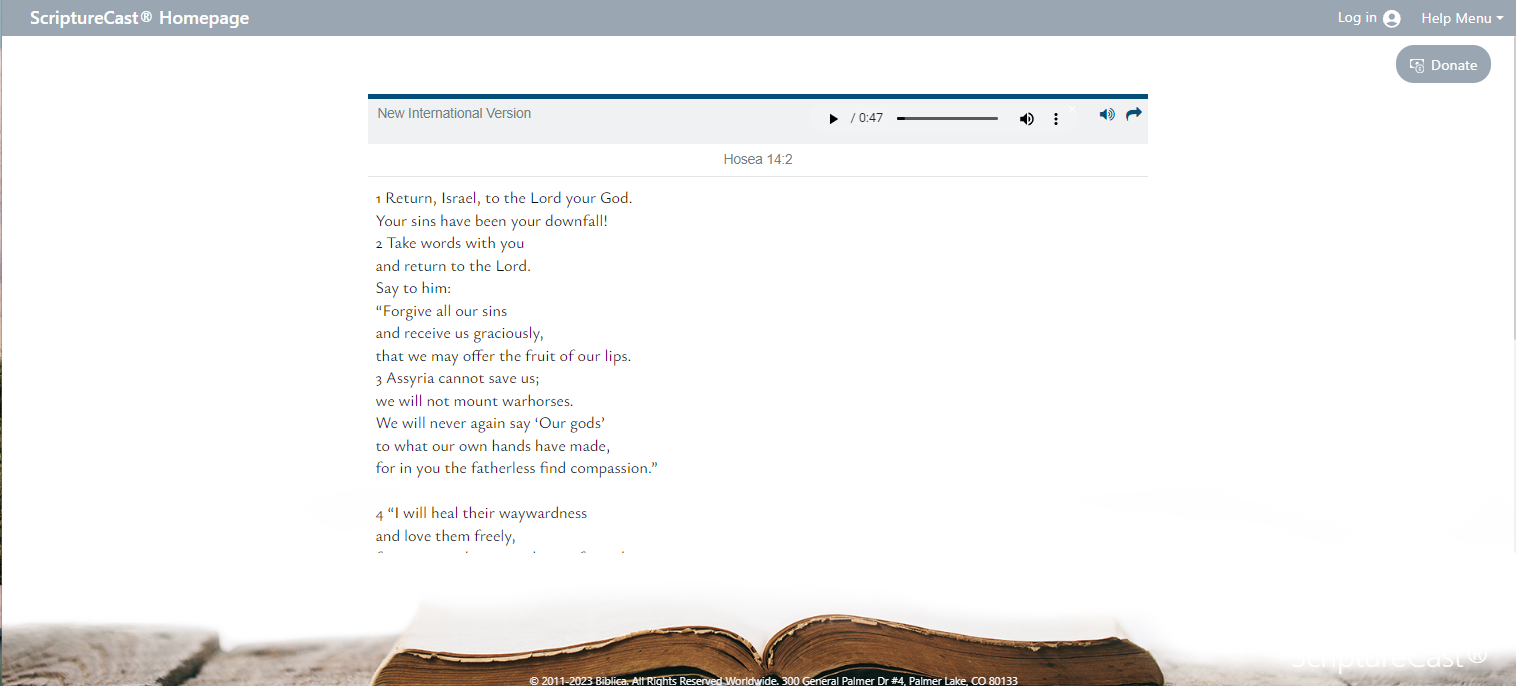 ScriptureCast® Homepage
Log in
Help Menu
Donate
New International Version
/ 0:47
Hosea 14:2
1 Return, Israel, to the Lord your God.
Your sins have been your downfall!
2 Take words with you
and return to the Lord.
Say to him:
“Forgive all our sins
and receive us graciously,
that we may offer the fruit of our lips.
3 Assyria cannot save us;
we will not mount warhorses.
We will never again say ‘Our gods’
to what our own hands have made,
for in you the fatherless find compassion.”
4 “I will heal their waywardness
and love them freely,
ScriptureCast®
© 2011-2023 Biblica. All Rights Reserved Worldwide. 300 General Palmer Dr #4, Palmer Lake, CO 80133